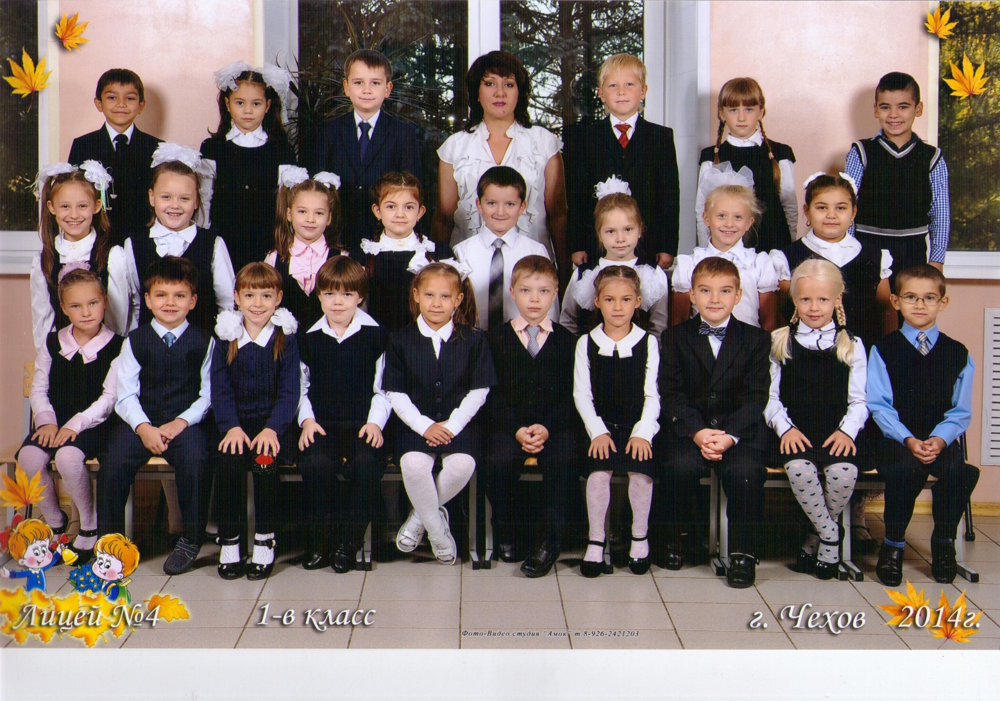 Лицей №4 1-в класс г. Чехов 2014г.
Фото-Видео студия "Амок" т.8-926-2421203